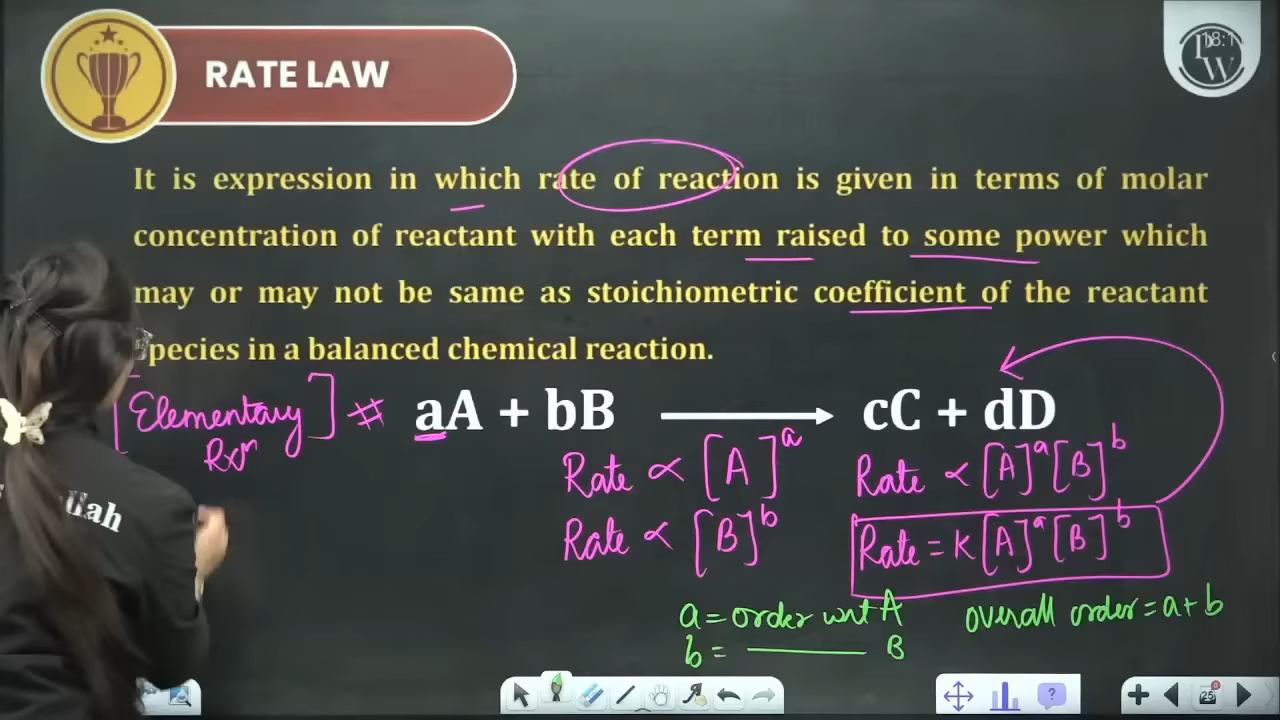 RATE LAW
It is expression in which rate of reaction is given in terms of molar
concentration of reactant with each term raised to some power which
may or may not be same as stoichiometric coefficient of the reactant
species in a balanced chemical reaction.
[Elementary Rxn] # aA + bB ⟶ cC + dD
Rate ∝ [A]^a
Rate ∝ [A]^a [B]^b
Rate ∝ [B]^b
Rate = K[A]^a [B]^b
a = order wrt A
overall order = a + b
b = ——— B
llah
25